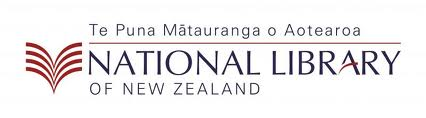 Te Puna Mātauranga o Aotearoa
NATIONAL LIBRARY
OF NEW ZEALAND